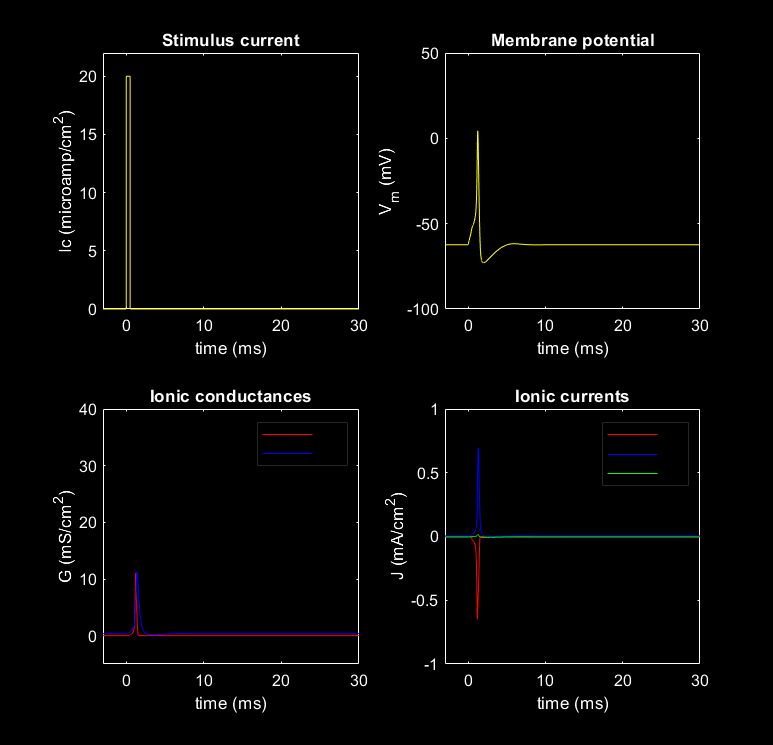 Stimulus current
20
15
10
5
0
Ic (microamp/cm2)
0 10 20 30
time (ms)
Membrane potential
50
0
-50
-100
Vm (mV)
0 10 20 30
time (ms)
Ionic conductances
40
30
20
10
0
G (mS/cm2)
0 10 20 30
time (ms)
Ionic currents
1
0.5
0
-0.5
-1
J (mA/cm2)
0 10 20 30
time (ms)